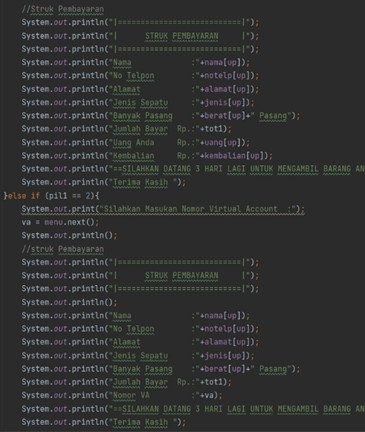 //Struk Pembayaran
System.out.println("|===========================|");
System.out.println("|      STRUK PEMBAYARAN     |");
System.out.println("|===========================|");
System.out.println("Nama             :"+nama[up]);
System.out.println("No Telpon        :"+notelp[up]);
System.out.println("Alamat           :"+alamat[up]);
System.out.println("Jenis Sepatu     :"+jenis[up]);
System.out.println("Banyak Pasang    :"+berat[up]+" Pasang");
System.out.println("Jumlah Bayar  Rp.:"+tot1);
System.out.println("Uang Anda     Rp.:"+uang[up]);
System.out.println("Kembalian     Rp.:"+kembalian[up]);
System.out.println("==SILAHKAN DATANG 3 HARI LAGI UNTUK MENGAMBIL BARANG AN
System.out.println("Terima Kasih ");
}else if (pil1 == 2){
System.out.print("Silahkan Masukan Nomor Virtual Account  :");
va = menu.next();
System.out.println();
//struk Pembayaran
System.out.println("|===========================|");
System.out.println("|      STRUK PEMBAYARAN     |");
System.out.println("|===========================|");
System.out.println();
System.out.println("Nama             :"+nama[up]);
System.out.println("No Telpon        :"+notelp[up]);
System.out.println("Alamat           :"+alamat[up]);
System.out.println("Jenis Sepatu     :"+jenis[up]);
System.out.println("Banyak Pasang    :"+berat[up]+" Pasang");
System.out.println("Jumlah Bayar  Rp.:"+tot1);
System.out.println("Nomor VA         :"+va);
System.out.println("==SILAHKAN DATANG 3 HARI LAGI UNTUK MENGAMBIL BARANG AN
System.out.println("Terima Kasih ");